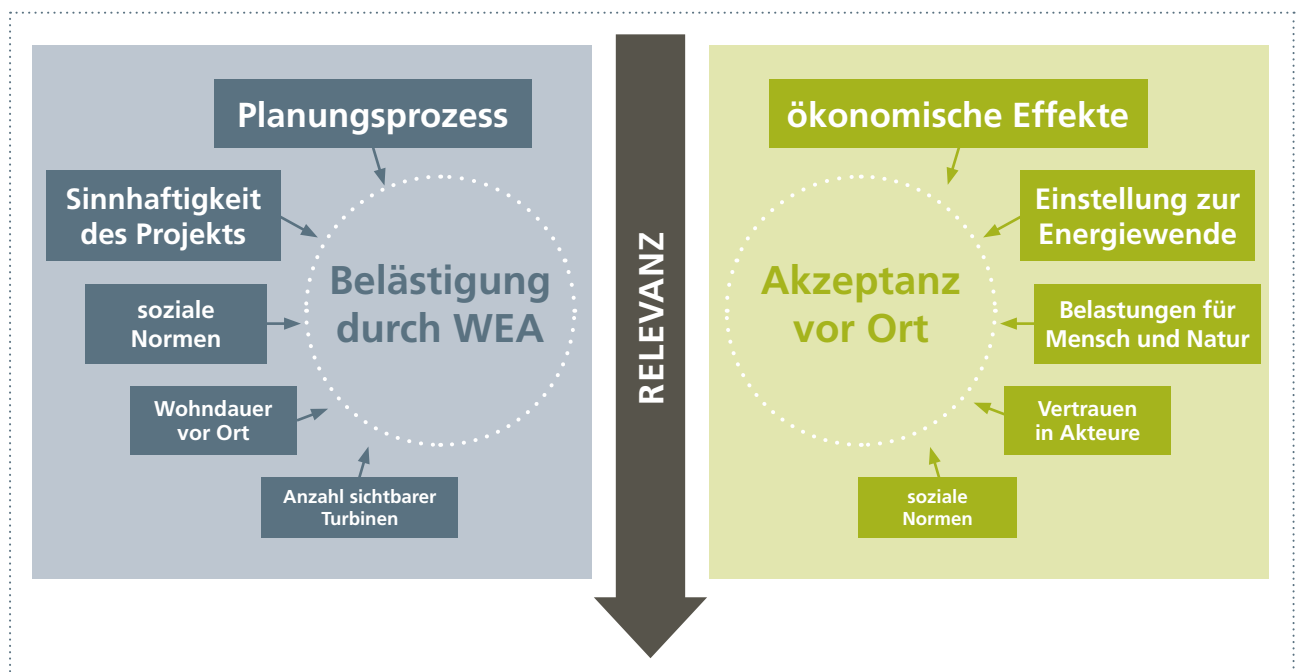 Planungsprozess
Sinnhaftigkeit
des Projekts
soziale
Normen
Wohndauer
vor Ort
Anzahl sichtbarer
Turbinen
Belästigung
durch WEA
RELEVANZ
ökonomische Effekte
Einstellung zur
Energiewende
Belastungen für
Mensch und Natur
Vertrauen
in Akteure
soziale
Normen
Akzeptanz
vor Ort